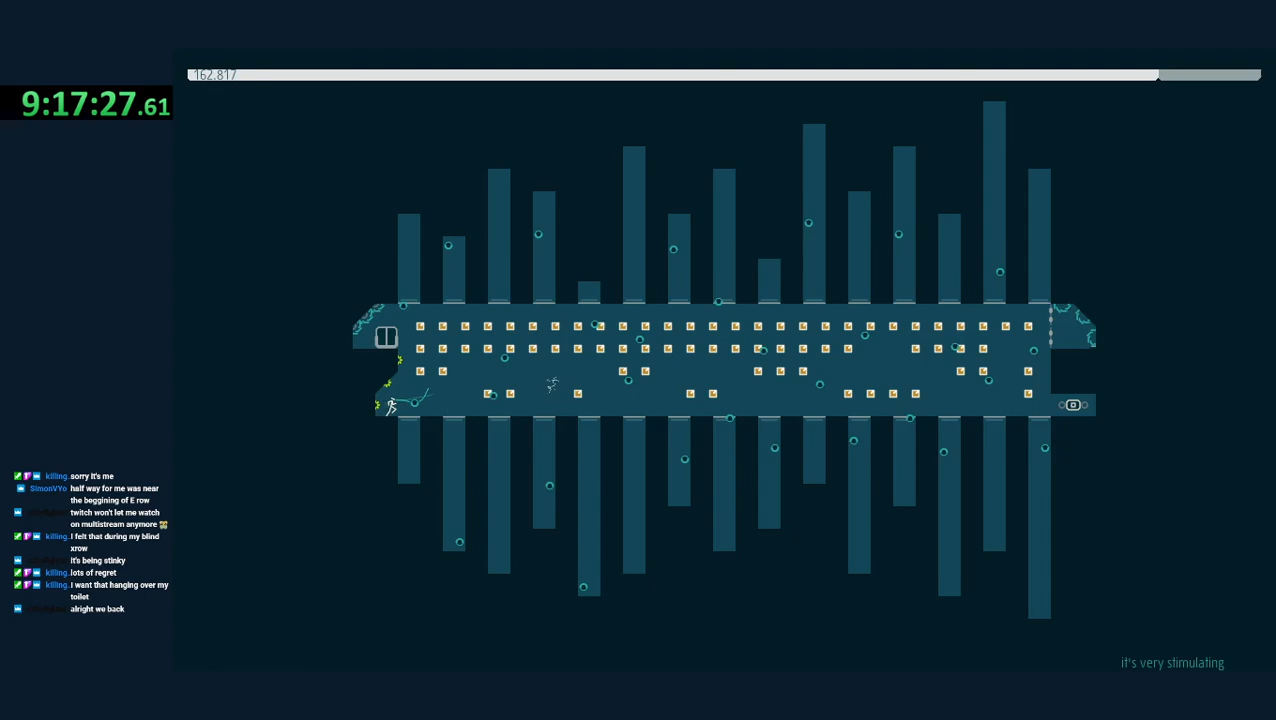 162.817
9:17:27.61
killing..sorry it's me
SimonVYo half way for me was near
the beggining of E row
twitch won't let me watch
on multistream anymore
killing..I felt that during my blind
xrow
it's being stinky
killing..lots of regret
killing..I want that hanging over my
toilet
alright we back
it's very stimulating